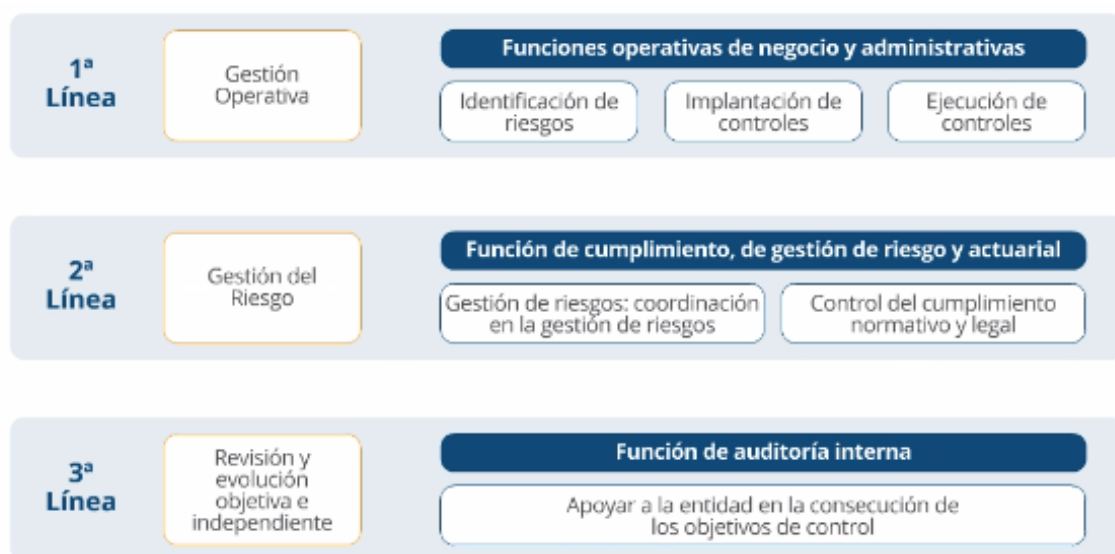 1ª
Línea
Gestión
Operativa
Funciones operativas de negocio y administrativas
Identificación de
riesgos
Implantación de
controles
Ejecución de
controles
2ª
Línea
Gestión del
Riesgo
Función de cumplimiento, de gestión de riesgo y actuarial
Gestión de riesgos: coordinación
en la gestión de riesgos
Control del cumplimiento
normativo y legal
3ª
Línea
Revisión y
evolución
objetiva e
independiente
Función de auditoría interna
Apoyar a la entidad en la consecución de
los objetivos de control